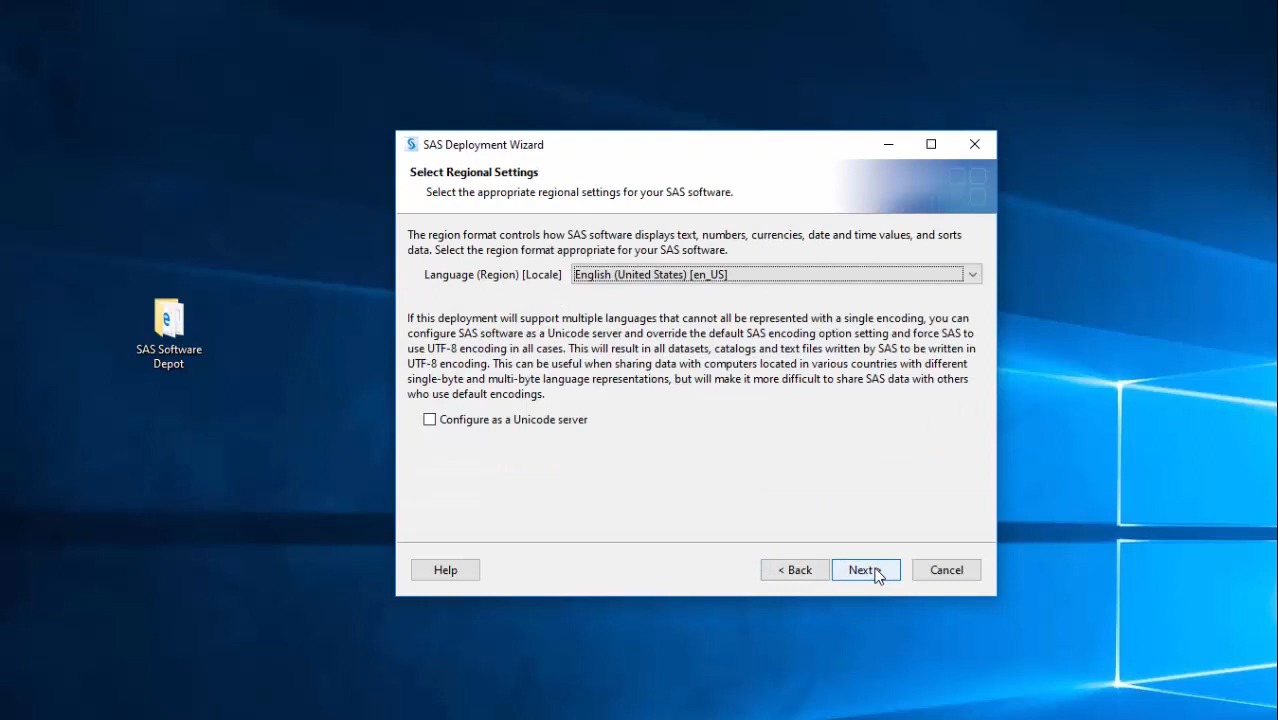 SAS Deployment Wizard
Select Regional Settings
Select the appropriate regional settings for your SAS software.
The region format controls how SAS software displays text, numbers, currencies, date and time values, and sorts
data. Select the region format appropriate for your SAS software.
Language (Region) [Locale] English (United States) [en_US]
If this deployment will support multiple languages that cannot all be represented with a single encoding, you can
configure SAS software as a Unicode server and override the default SAS encoding option setting and force SAS to
use UTF-8 encoding in all cases. This will result in all datasets, catalogs and text files written by SAS to be written in
UTF-8 encoding. This can be useful when sharing data with computers located in various countries with different
single-byte and multi-byte language representations, but will make it more difficult to share SAS data with others
who use default encodings.
Configure as a Unicode server
SAS Software
Depot
Help
< Back
Next >
Cancel